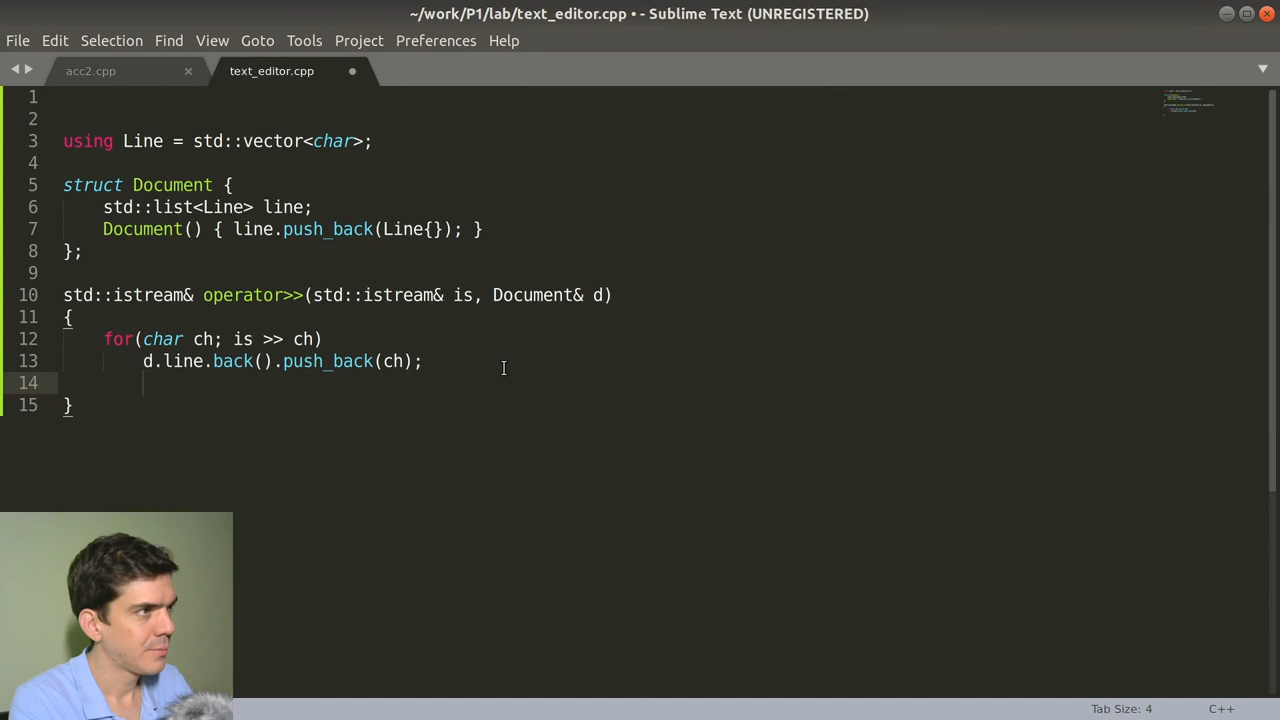 ~/work/P1/lab/text_editor.cpp • - Sublime Text (UNREGISTERED)
File Edit Selection Find View Goto Tools Project Preferences Help
acc2.cpp text_editor.cpp
1
2
3 using Line = std::vector<char>;
4
5 struct Document {
6 std::list<Line> line;
7 Document() { line.push_back(Line{}); }
8 };
9
10 std::istream& operator>>(std::istream& is, Document& d)
11 {
12 for(char ch; is >> ch)
13 d.line.back().push_back(ch);
14
15 }
Tab Size: 4 C++